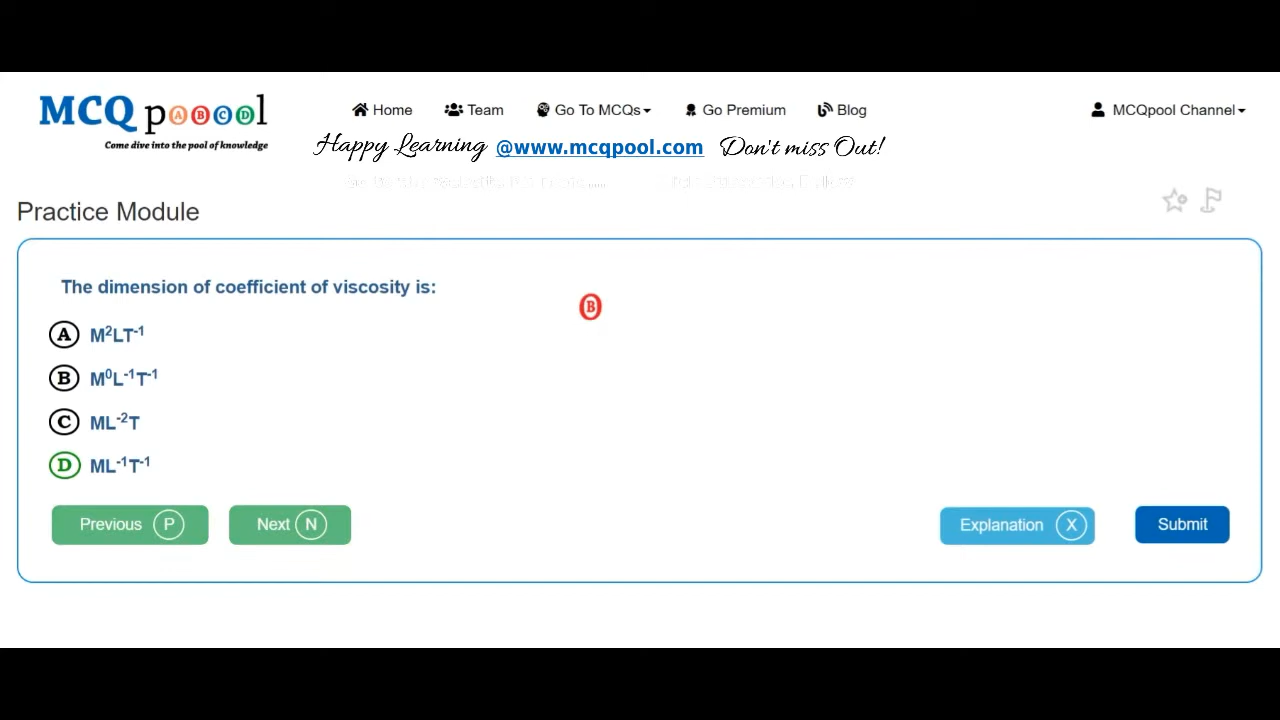 MCQ pABCDl
Come dive into the pool of knowledge
Home Team Go To MCQs Go Premium Blog MCQpool Channel
Happy Learning @www.mcqpool.com Don't miss Out!
Practice Module
The dimension of coefficient of viscosity is:
B
A M²LT⁻¹
B M⁰L⁻¹T⁻¹
C ML⁻²T
D ML⁻¹T⁻¹
Previous P Next N Explanation X Submit